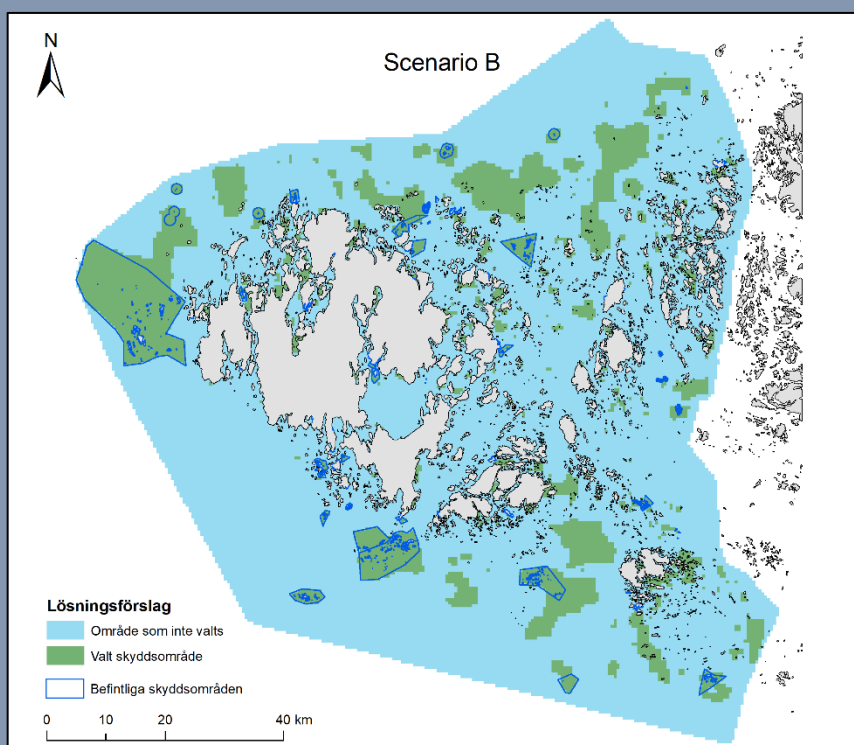 N
Scenario B
Lösningsförslag
Område som inte valts
Valt skyddsområde
Befintliga skyddsområden
0 10 20 40 km